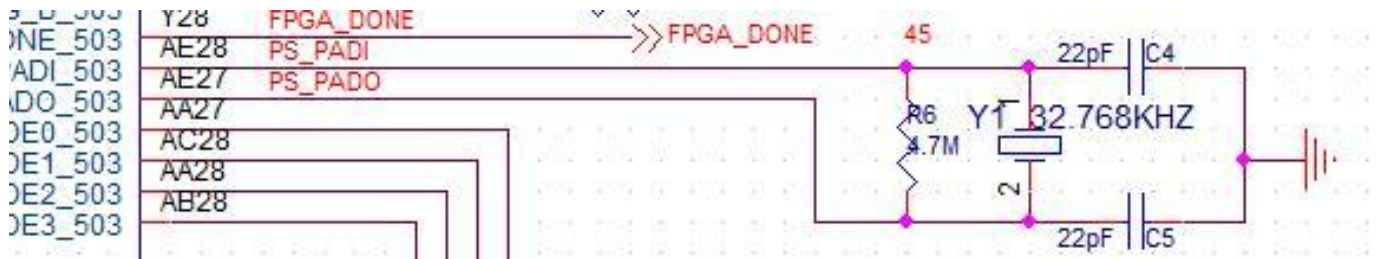 Y28 FPGA_DONE
ONE_503 FPGA_DONE 45
AE28 PS_PADI 22pF C4
PADI_503
AE27 PS_PADO
ADO_503
AA27 R6 Y1 1 32.768KHZ
DE0_503
AC28 4.7M
DE1_503
AA28 2
DE2_503
AB28
DE3_503 22pF C5